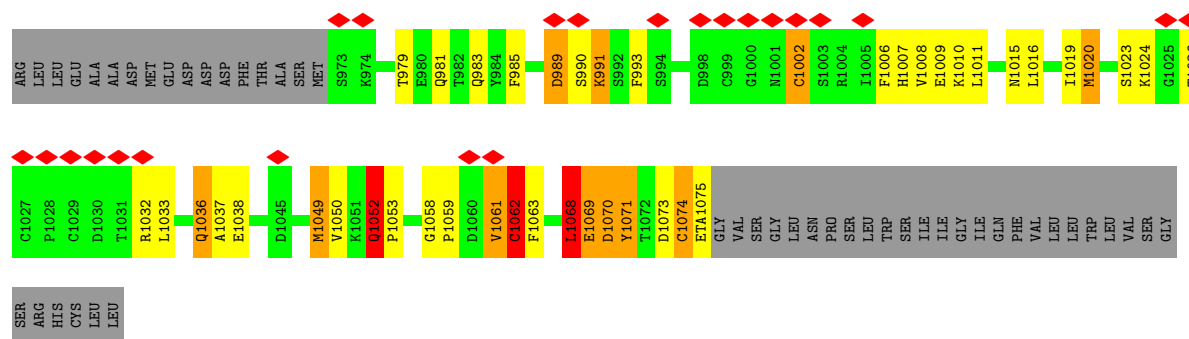 ARG LEU LEU GLU ALA ALA ASP MET GLU ASP ASP ASP PHE THR ALA SER MET S973 K974 T979 E980 Q981 T982 Q983 Y984 F985 D989 S990 K991 S992 F993 S994 D998 C999 G1000 N1001 C1002 S1003 R1004 I1005 F1006 H1007 V1008 E1009 K1010 L1011 N1015 L1016 I1019 M1020 S1023 K1024 G1025
C1027 P1028 C1029 D1030 T1031 R1032 L1033 Q1036 A1037 E1038 D1045 M1049 V1050 K1051 Q1052 P1053 G1058 P1059 D1060 V1061 C1062 F1063 L1068 E1069 D1070 Y1071 T1072 D1073 C1074 ETA1075 GLY VAL SER GLY LEU ASN PRO SER LEU TRP SER ILE ILE GLY ILE GLN PHE VAL LEU LEU TRP LEU VAL SER GLY
SER ARG HIS CYS LEU LEU